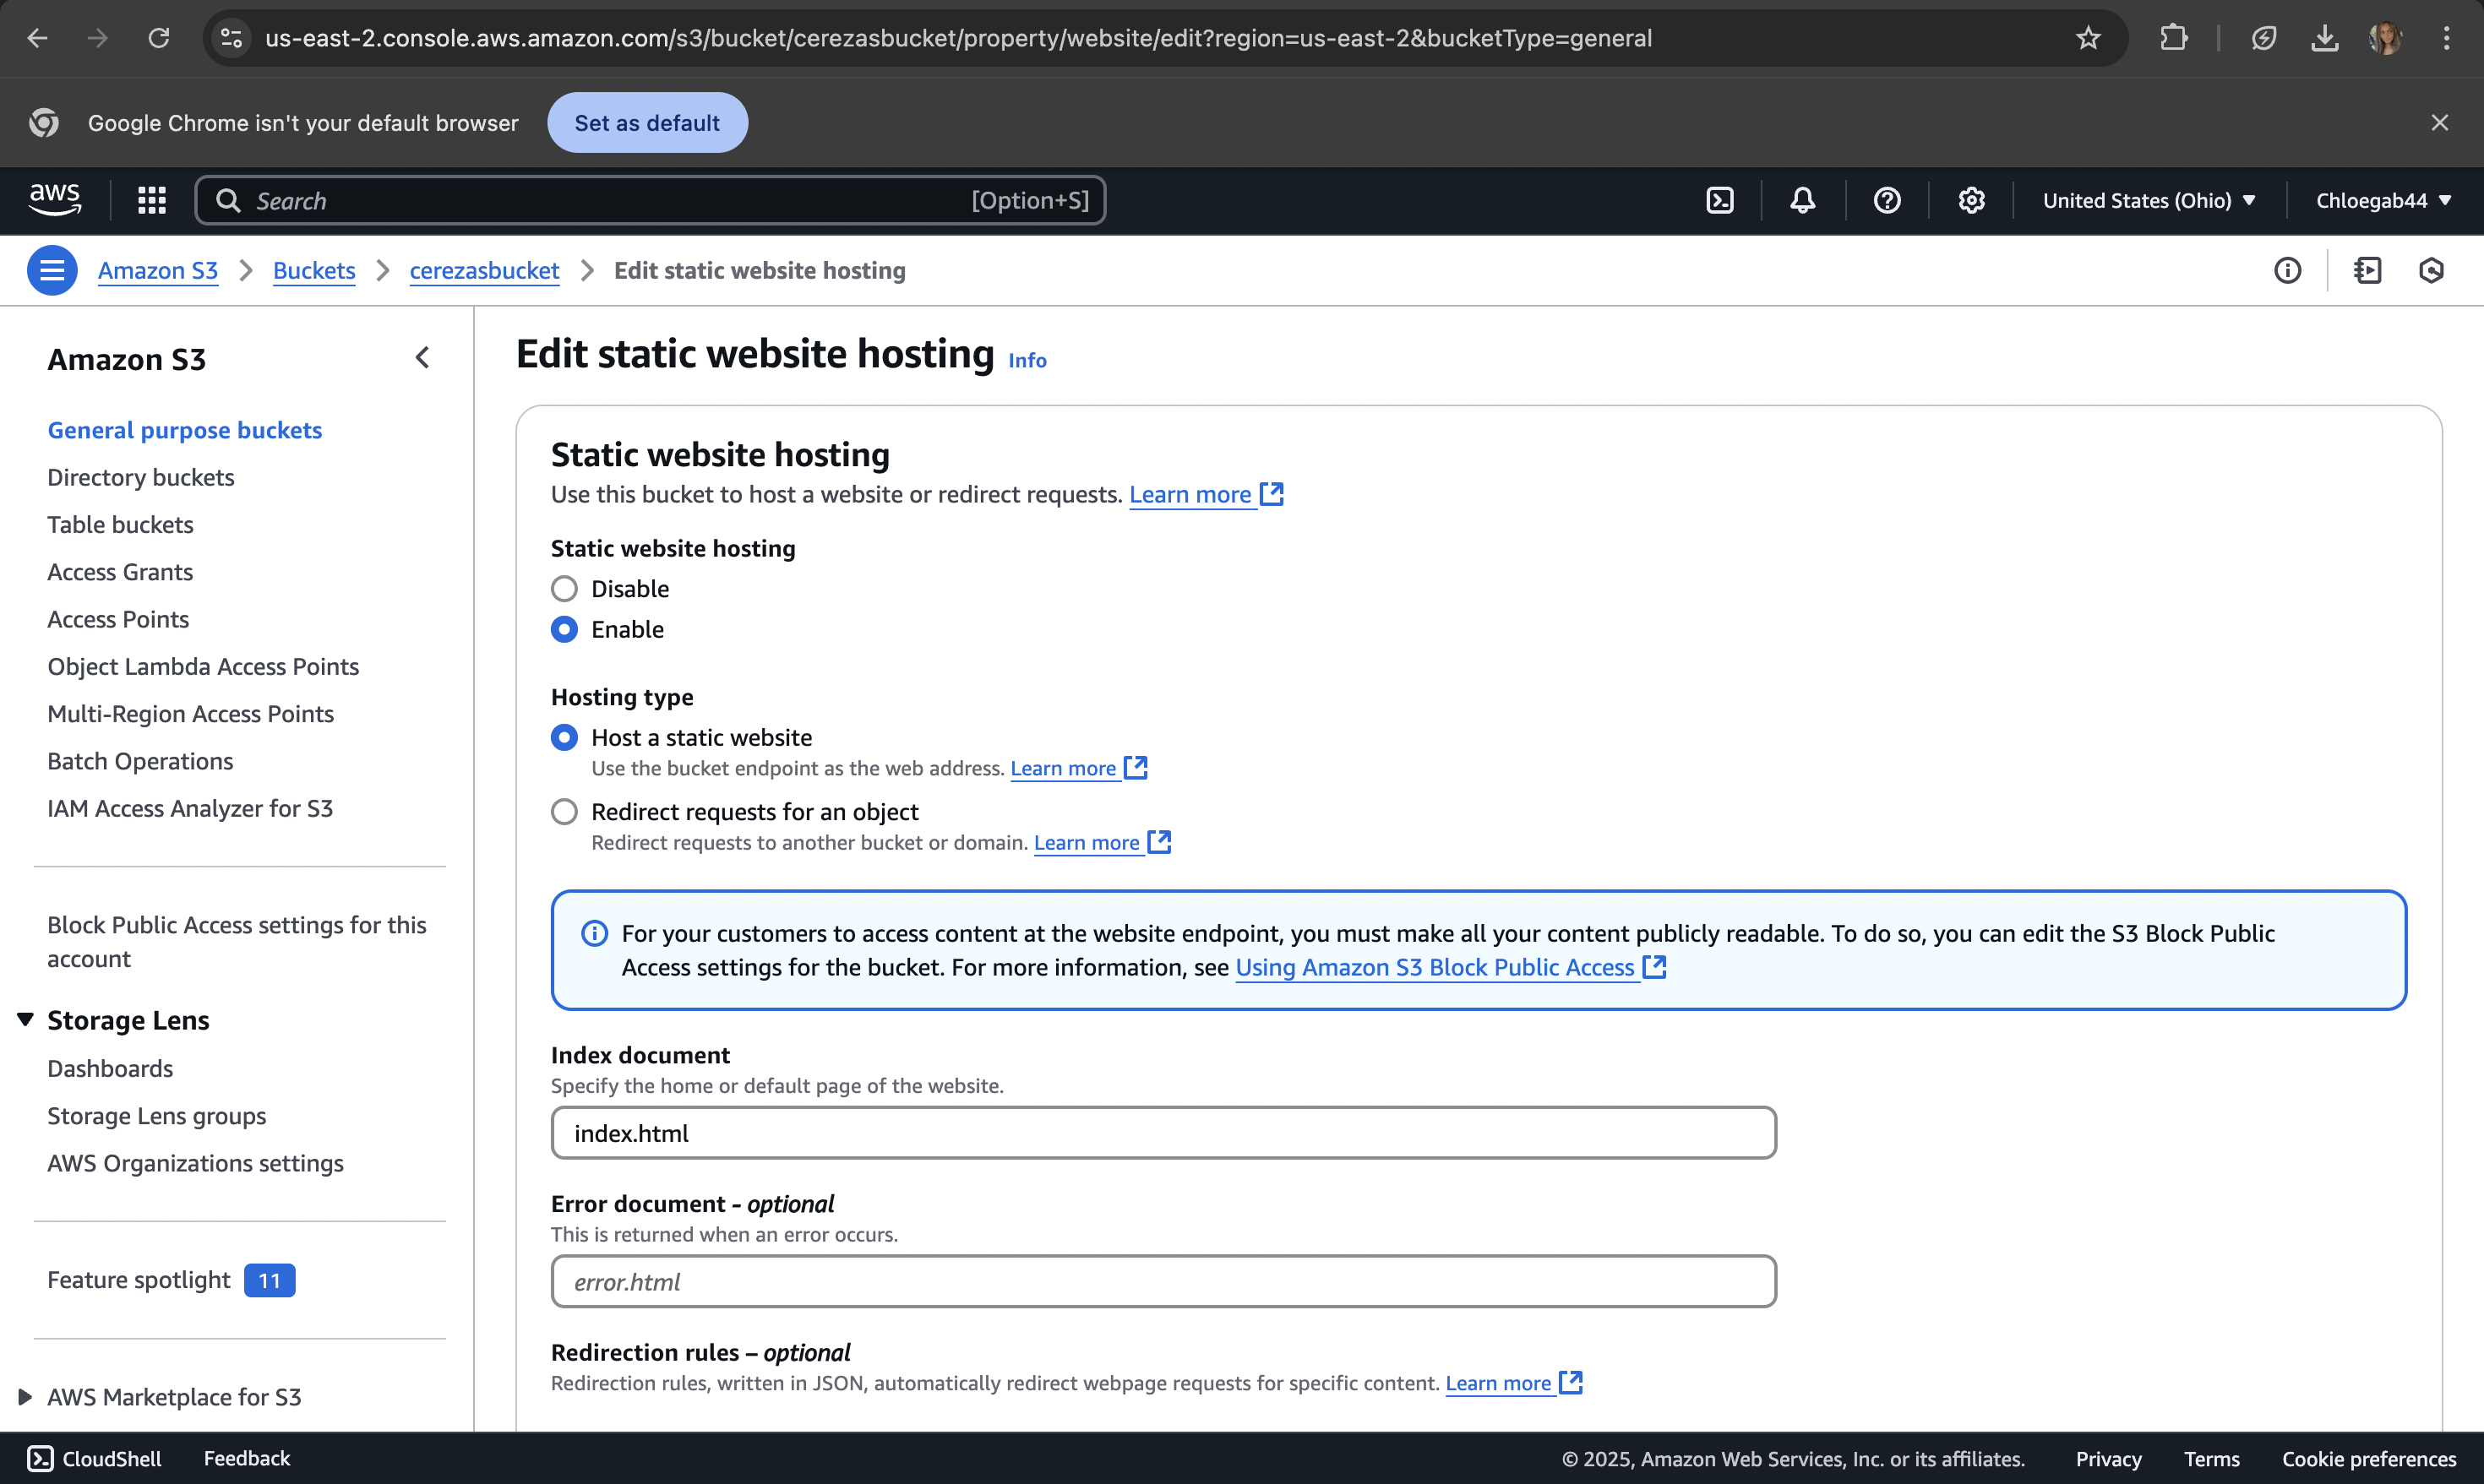 us-east-2.console.aws.amazon.com/s3/bucket/cerezasbucket/property/website/edit?region=us-east-2&bucketType=general
Google Chrome isn't your default browser
Set as default
aws
Search
[Option+S]
United States (Ohio)
Chloegab44
Amazon S3
Buckets
cerezasbucket
Edit static website hosting
Amazon S3
General purpose buckets
Directory buckets
Table buckets
Access Grants
Access Points
Object Lambda Access Points
Multi-Region Access Points
Batch Operations
IAM Access Analyzer for S3
Block Public Access settings for this
account
Storage Lens
Dashboards
Storage Lens groups
AWS Organizations settings
Feature spotlight 11
AWS Marketplace for S3
Edit static website hosting Info
Static website hosting
Use this bucket to host a website or redirect requests. Learn more
Static website hosting
Disable
Enable
Hosting type
Host a static website
Use the bucket endpoint as the web address. Learn more
Redirect requests for an object
Redirect requests to another bucket or domain. Learn more
For your customers to access content at the website endpoint, you must make all your content publicly readable. To do so, you can edit the S3 Block Public
Access settings for the bucket. For more information, see Using Amazon S3 Block Public Access
Index document
Specify the home or default page of the website.
index.html
Error document - optional
This is returned when an error occurs.
error.html
Redirection rules – optional
Redirection rules, written in JSON, automatically redirect webpage requests for specific content. Learn more
CloudShell
Feedback
© 2025, Amazon Web Services, Inc. or its affiliates.
Privacy
Terms
Cookie preferences